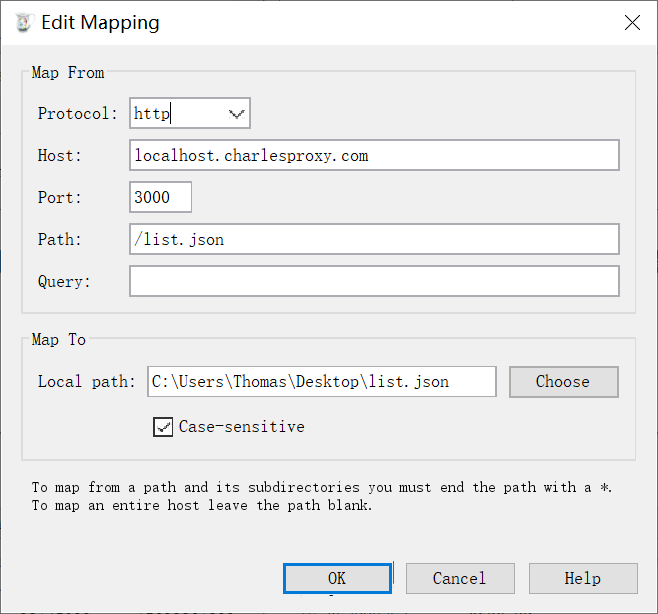 Edit Mapping
Map From
Protocol: http
Host: localhost.charlesproxy.com
Port: 3000
Path: /list.json
Query:
Map To
Local path: C:\Users\Thomas\Desktop\list.json Choose
Case-sensitive
To map from a path and its subdirectories you must end the path with a *.
To map an entire host leave the path blank.
OK Cancel Help